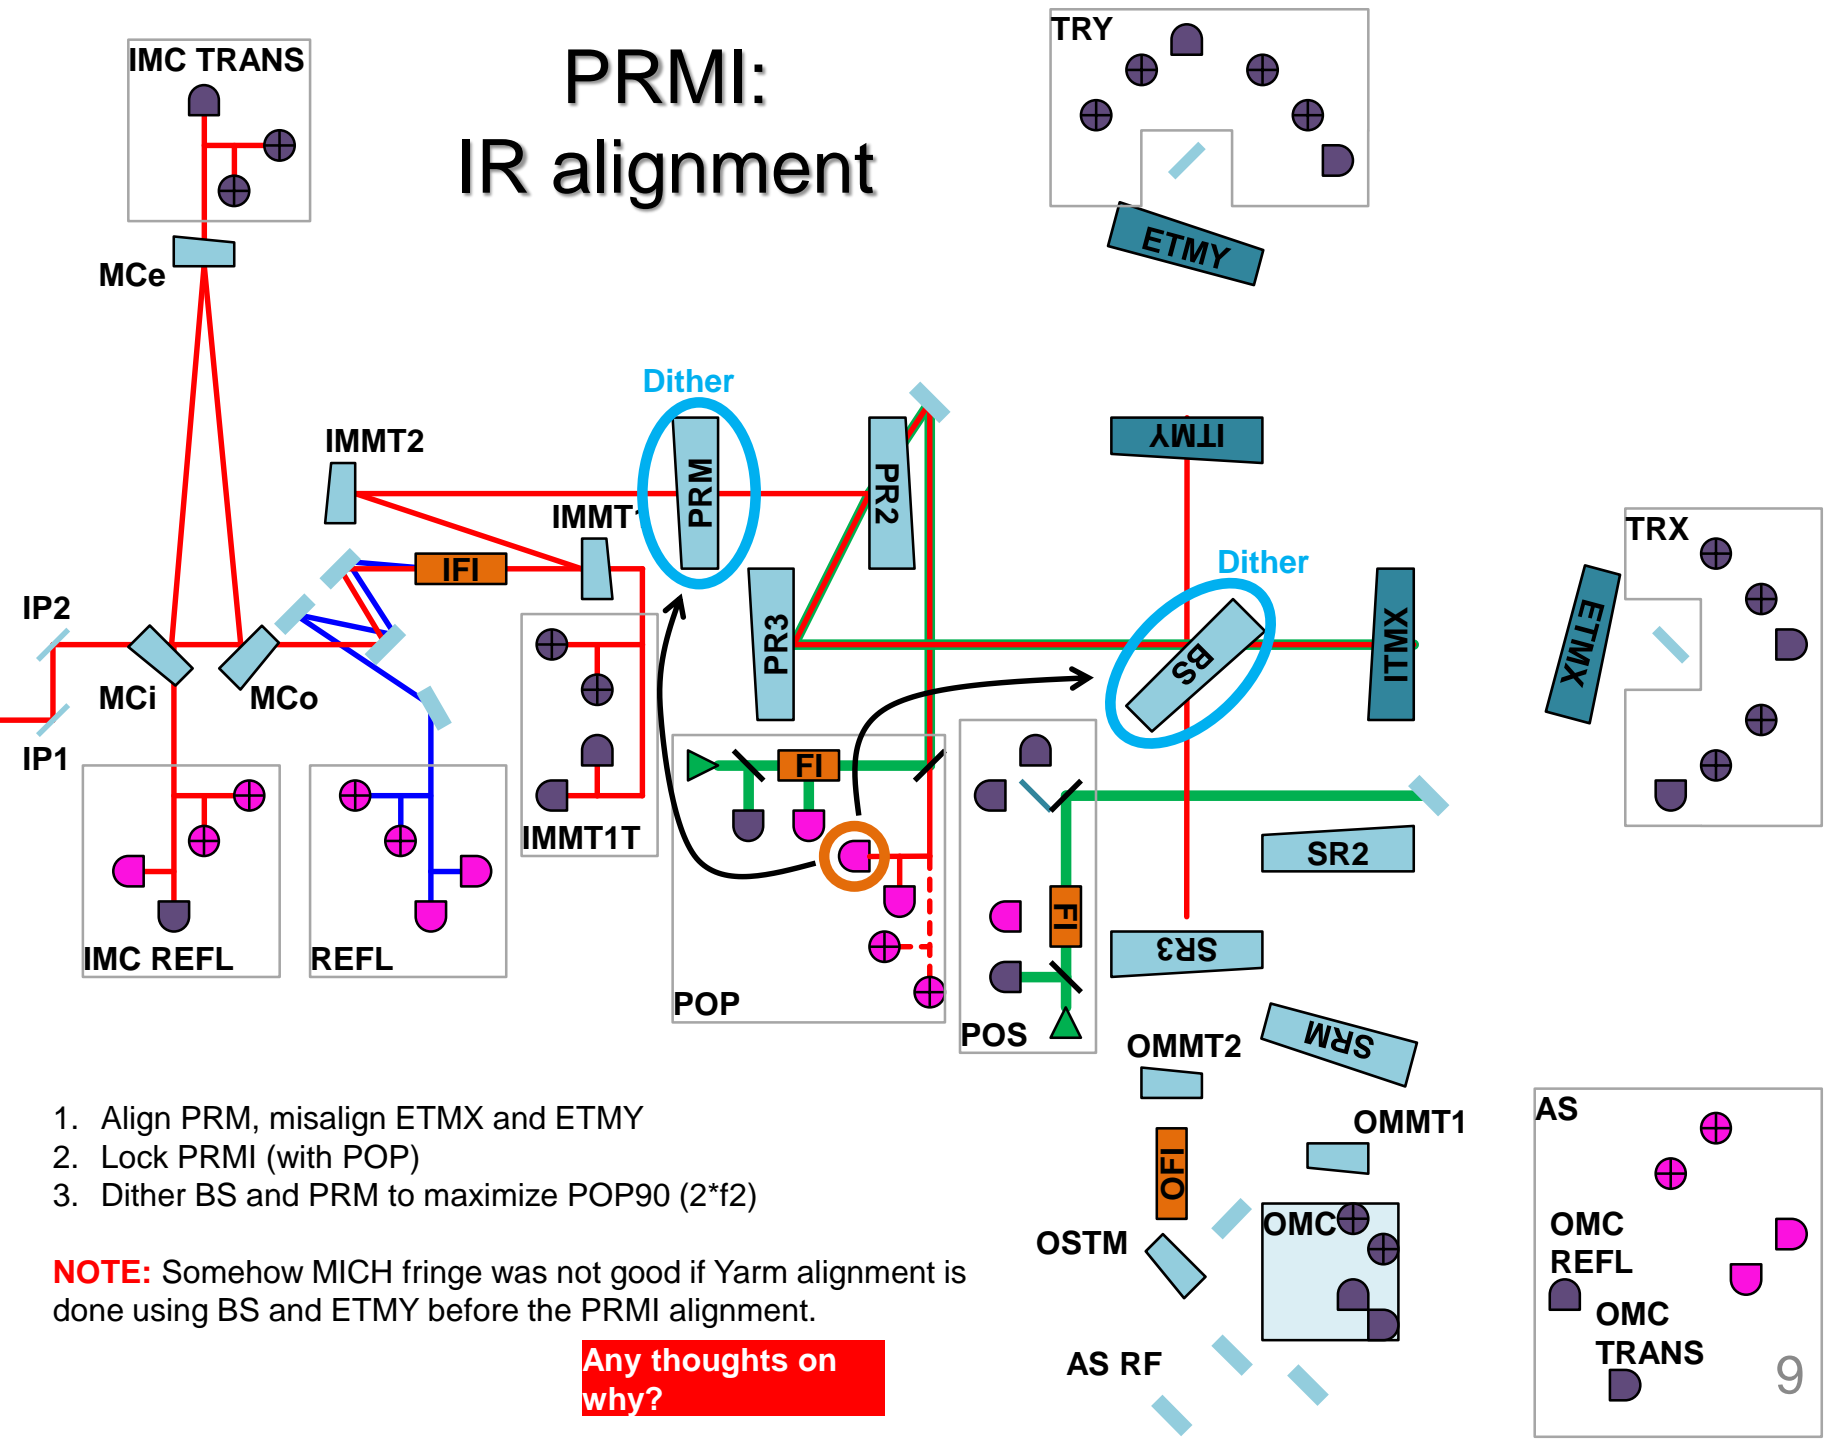 PRMI:
IR alignment
IMC TRANS
TRY
MCe
ETMY
Dither
IMMT2
PRM
PR2
ITMY
IMMT1
TRX
IFI
Dither
IP2
PR3
BS
ITMX
ETMX
MCi
MCo
IP1
FI
IMMT1T
SR2
FI
IMC REFL
REFL
SR3
POP
POS
OMMT2
SRM
1. Align PRM, misalign ETMX and ETMY
2. Lock PRMI (with POP)
3. Dither BS and PRM to maximize POP90 (2*f2)
OMMT1
AS
OFI
OMC
OSTM
OMC
REFL
NOTE: Somehow MICH fringe was not good if Yarm alignment is
done using BS and ETMY before the PRMI alignment.
OMC
TRANS
Any thoughts on
why?
AS RF
9